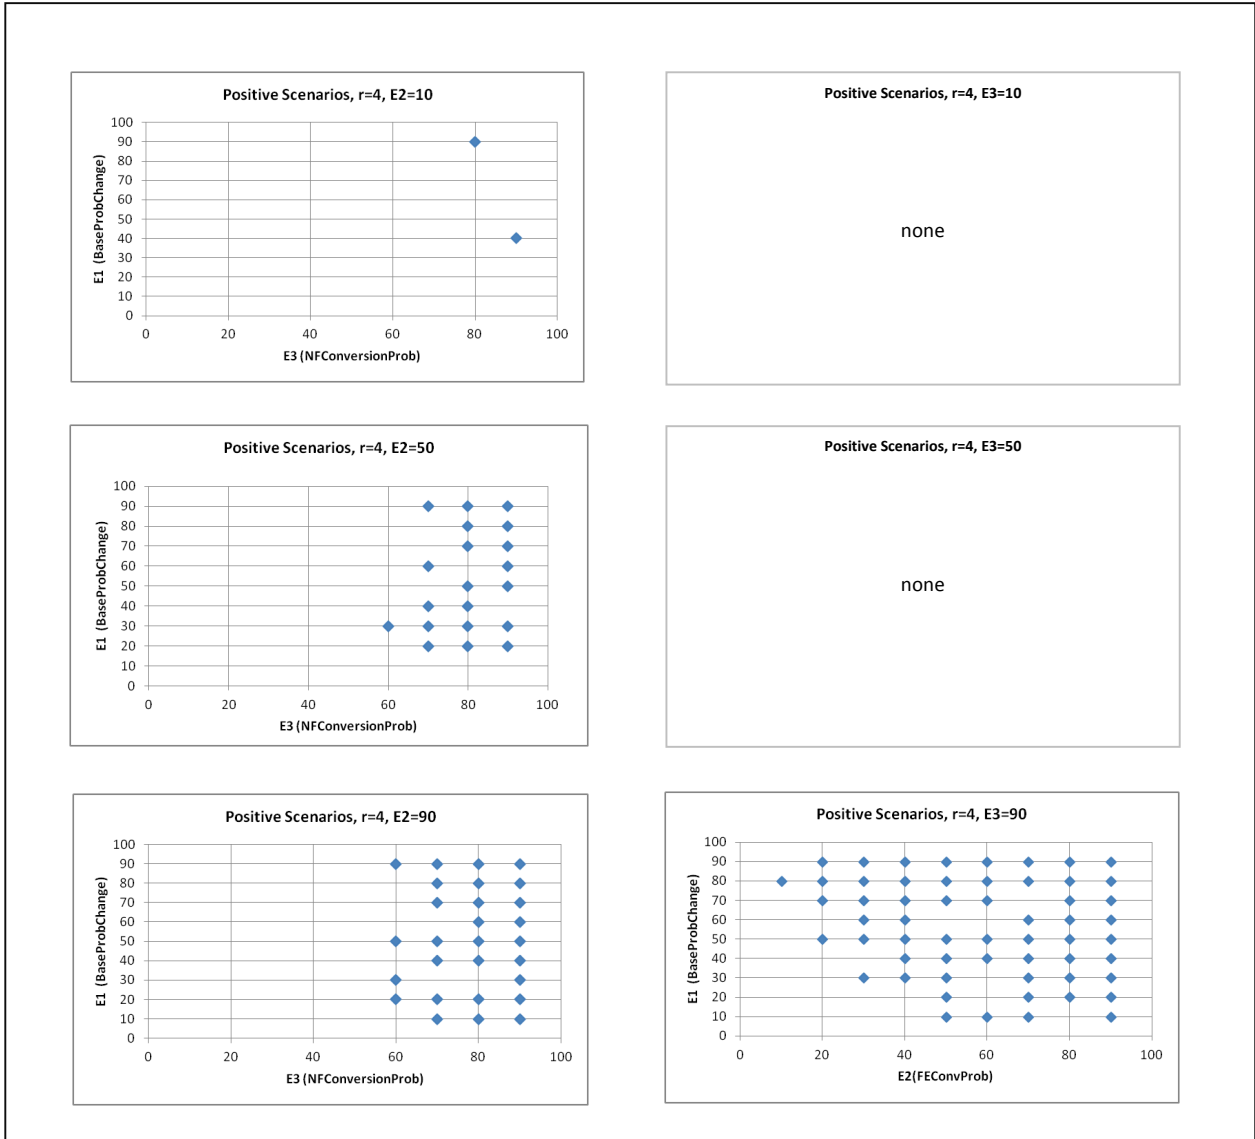 Positive Scenarios, r=4, E2=10
100
90
80
70
60
50
40
30
20
10
0
0 20 40 60 80 100
E1 (BaseProbChange)
E3 (NFConversionProb)
Positive Scenarios, r=4, E3=10
none
Positive Scenarios, r=4, E2=50
100
90
80
70
60
50
40
30
20
10
0
0 20 40 60 80 100
E1 (BaseProbChange)
E3 (NFConversionProb)
Positive Scenarios, r=4, E3=50
none
Positive Scenarios, r=4, E2=90
100
90
80
70
60
50
40
30
20
10
0
0 20 40 60 80 100
E1 (BaseProbChange)
E3 (NFConversionProb)
Positive Scenarios, r=4, E3=90
100
90
80
70
60
50
40
30
20
10
0
0 20 40 60 80 100
E1 (BaseProbChange)
E2(FEConvProb)